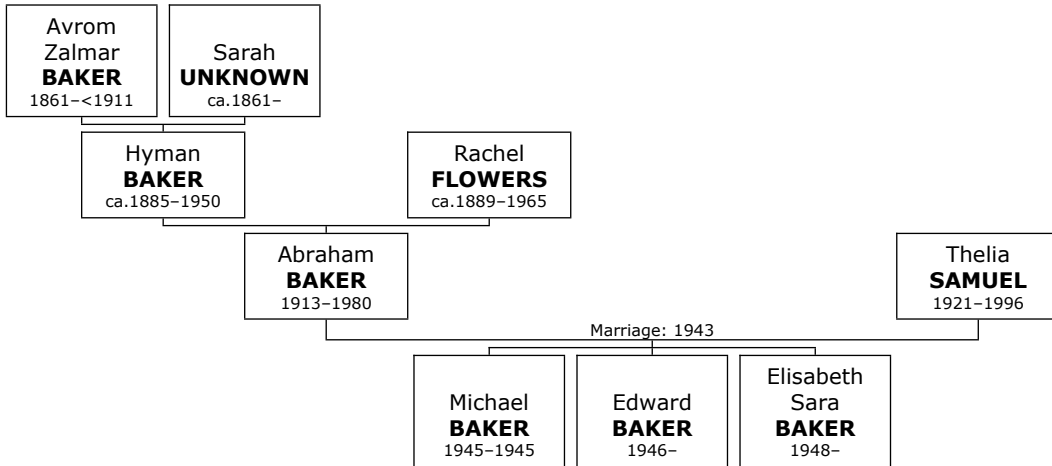 Avrom
Zalmar
BAKER
1861–<1911
Sarah
UNKNOWN
ca.1861–
Hyman
BAKER
ca.1885–1950
Rachel
FLOWERS
ca.1889–1965
Abraham
BAKER
1913–1980
Thelia
SAMUEL
1921–1996
Marriage: 1943
Michael
BAKER
1945–1945
Edward
BAKER
1946–
Elisabeth
Sara
BAKER
1948–